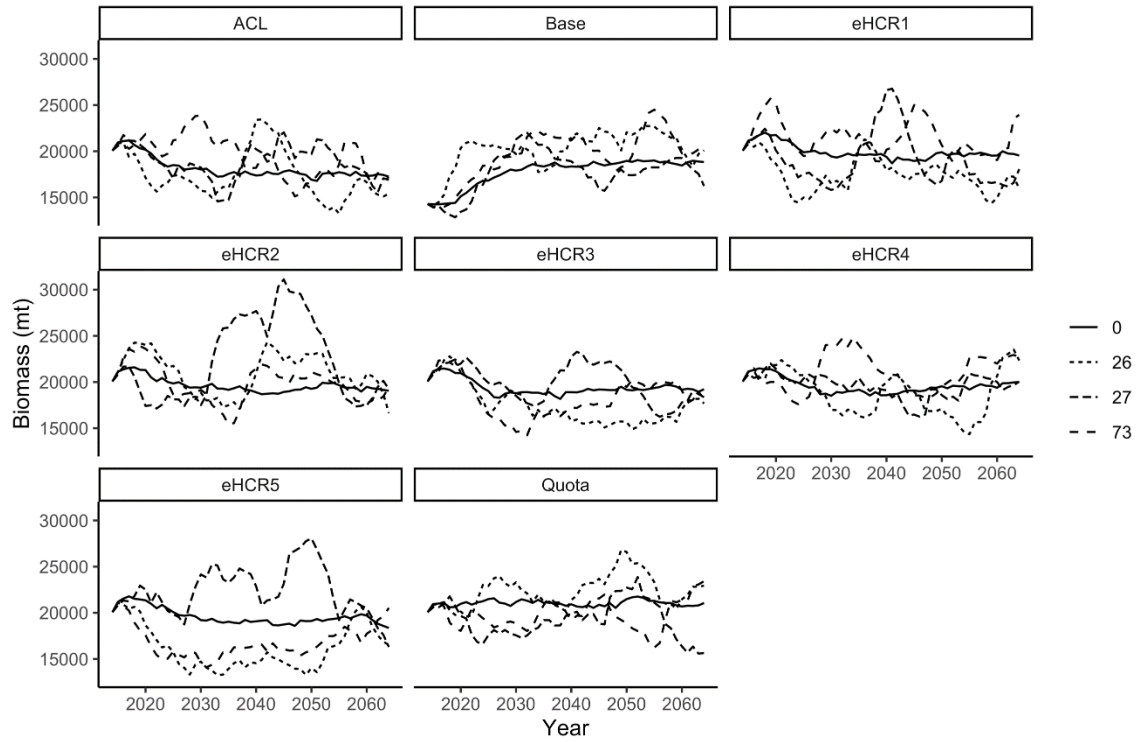 ACL Base eHCR1
30000
25000
20000
15000
eHCR2 eHCR3 eHCR4
30000
25000
20000
15000
Biomass (mt)
0
26
27
73
2020 2030 2040 2050 2060
eHCR5 Quota
30000
25000
20000
15000
2020 2030 2040 2050 2060 2020 2030 2040 2050 2060
Year